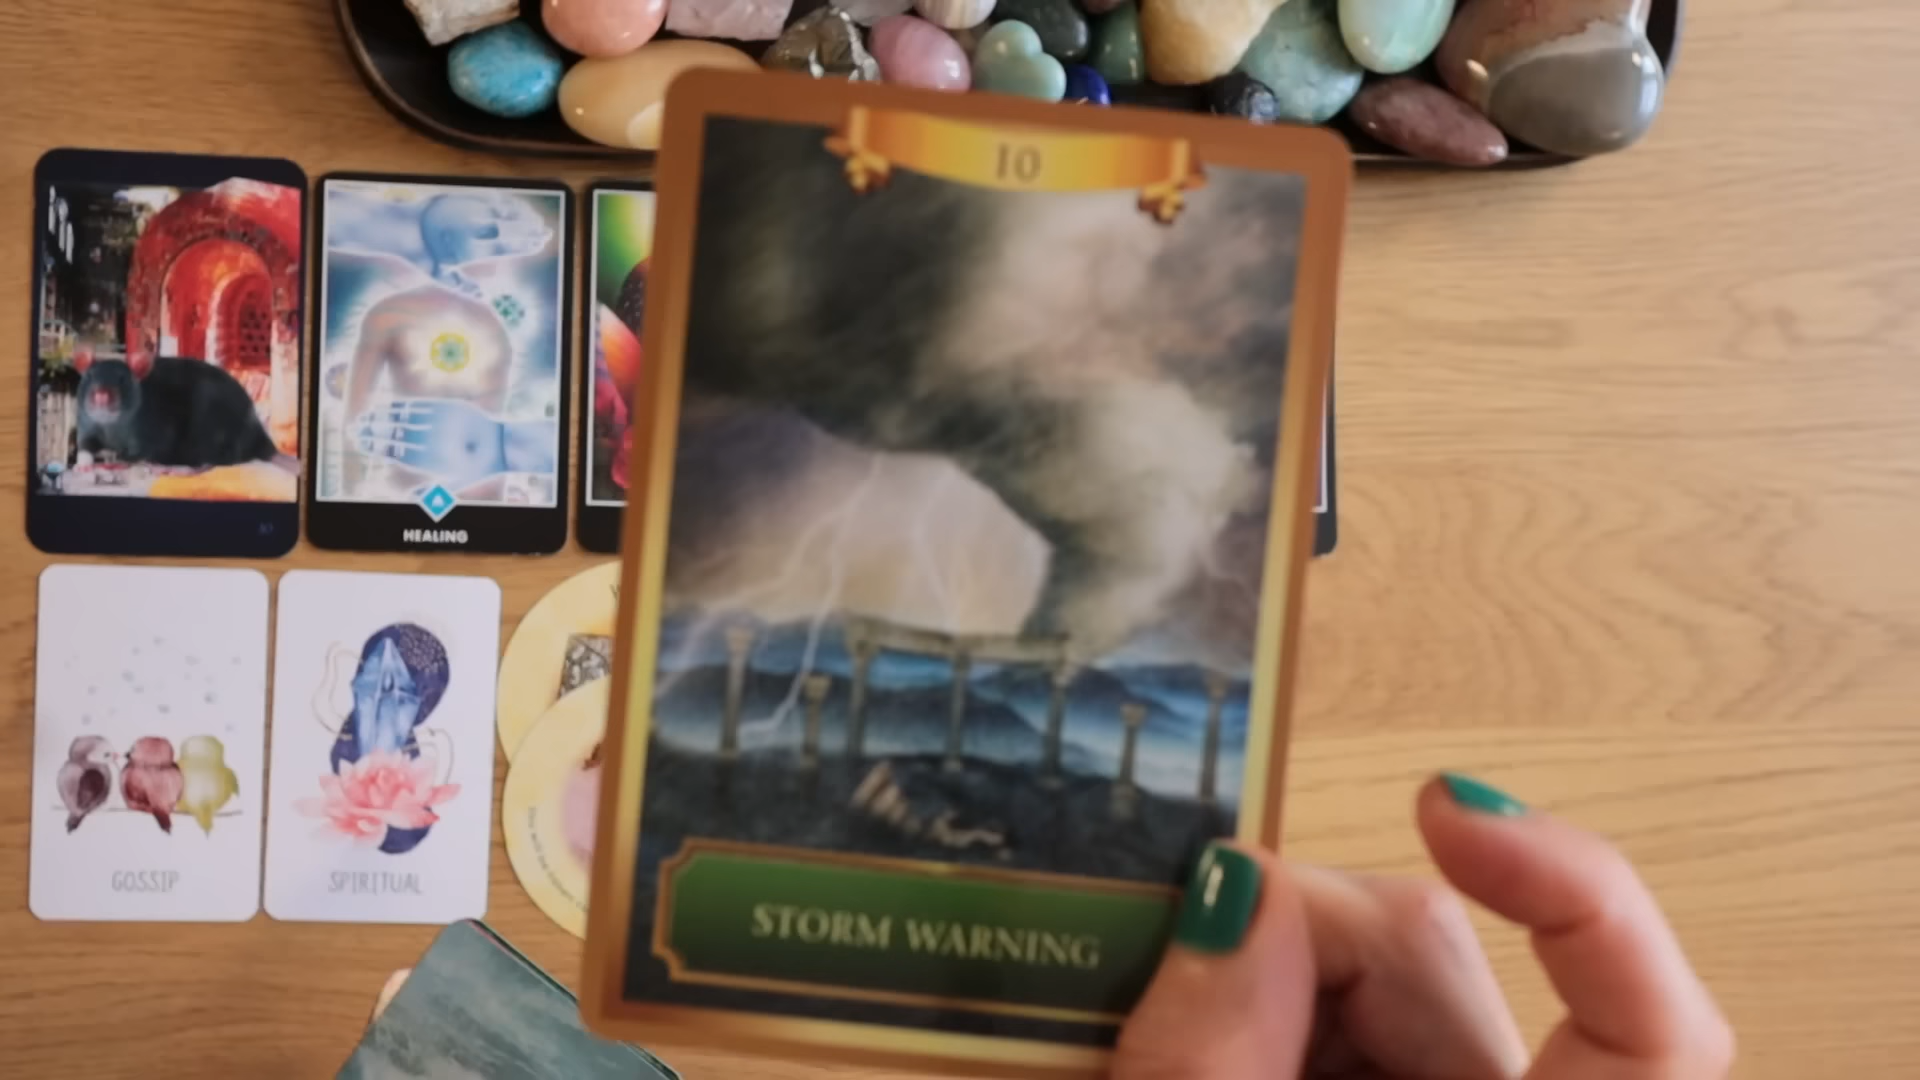 10
HEALING
GOSSIP
SPIRITUAL
STORM WARNING